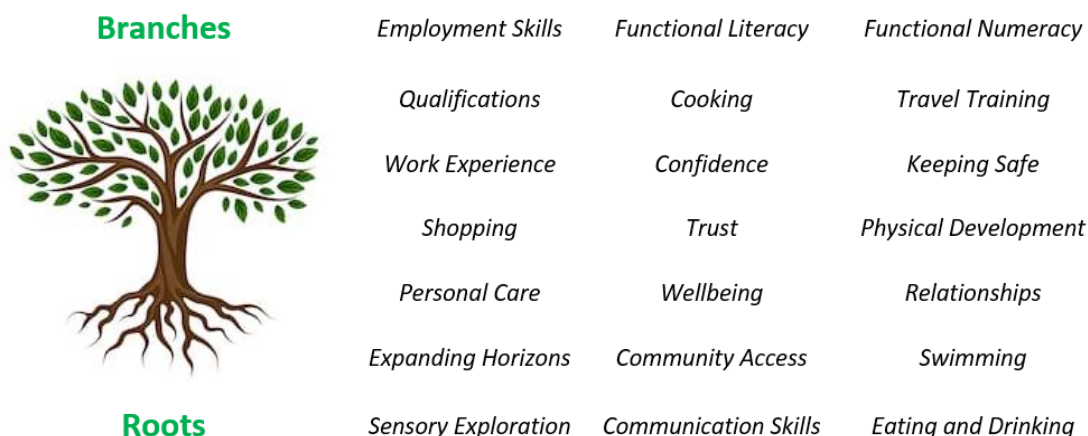 Branches Employment Skills Functional Literacy Functional Numeracy
Qualifications Cooking Travel Training
Work Experience Confidence Keeping Safe
Shopping Trust Physical Development
Personal Care Wellbeing Relationships
Expanding Horizons Community Access Swimming
Roots Sensory Exploration Communication Skills Eating and Drinking